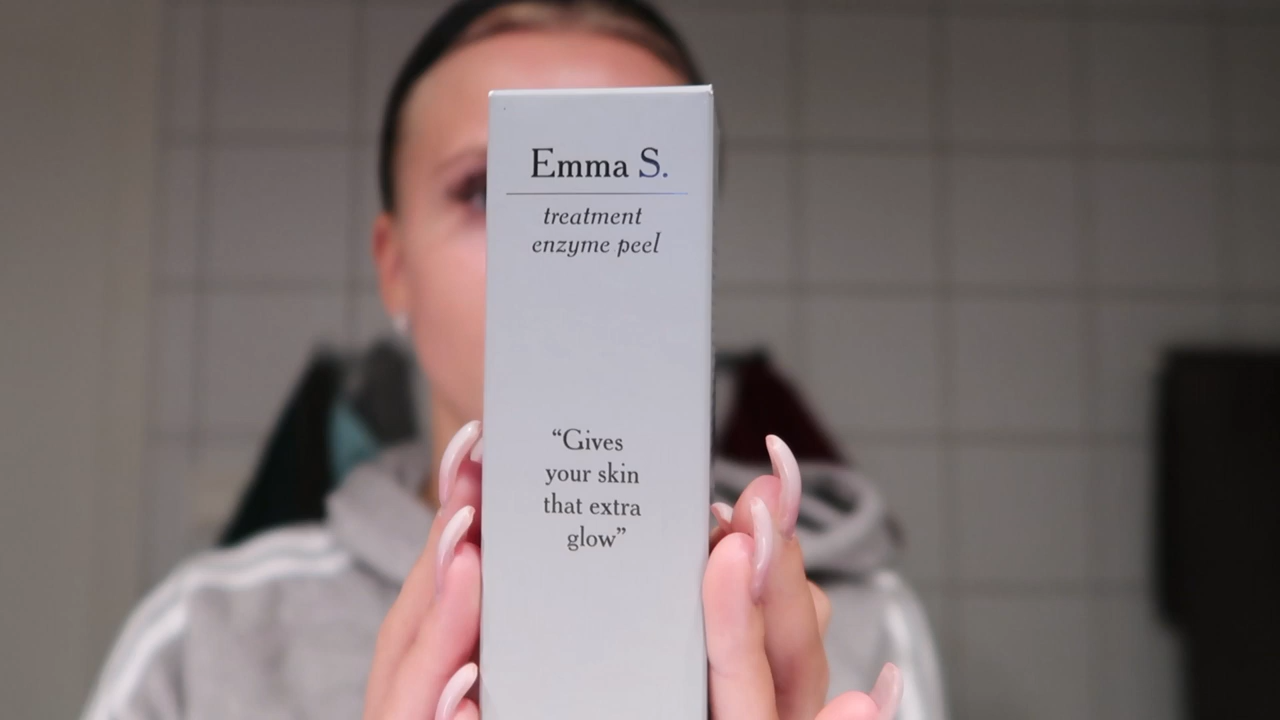 Emma S.
treatment
enzyme peel
“Gives
your skin
that extra
glow”